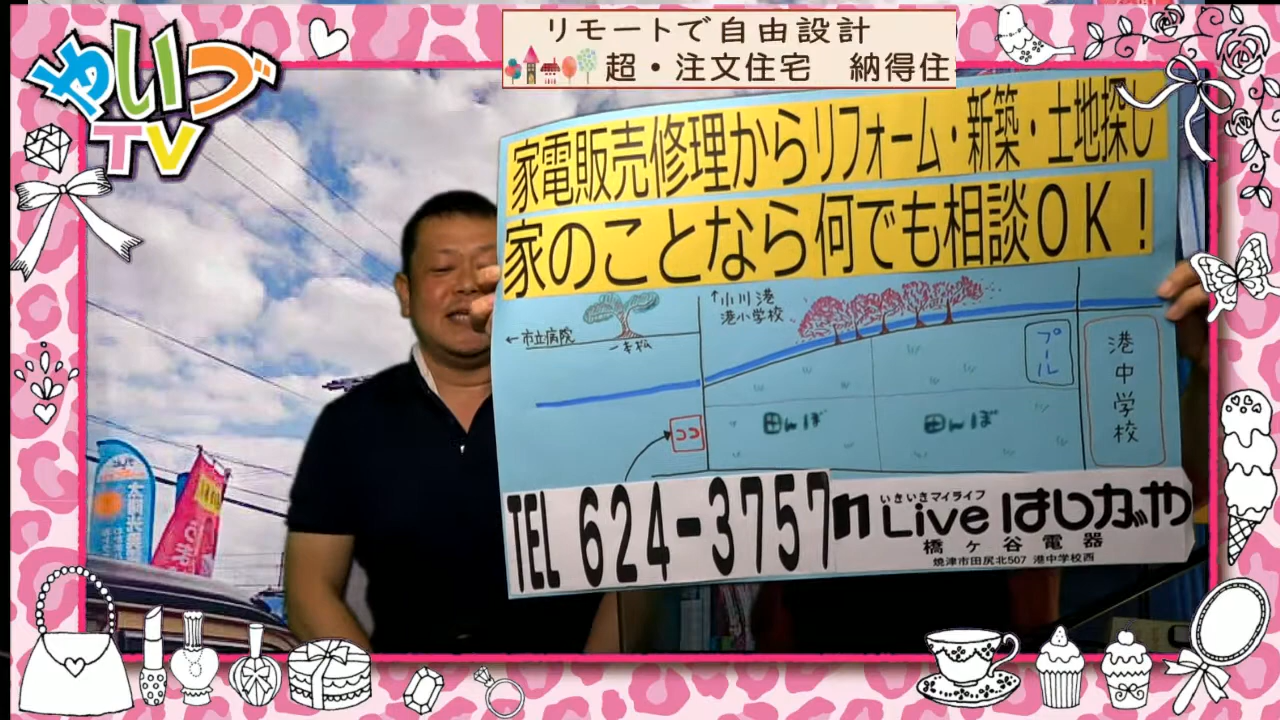 やいづ
TV
リモートで自由設計
超・注文住宅 納得住
家電販売修理からリフォーム・新築・土地探し
家のことなら何でも相談OK!
↑小川港
港小学校
←市立病院
一本松
プール
港中学校
ココ
田んぼ
田んぼ
TEL 624-3757
いきいきマイライフ
Live はしがや
橋ヶ谷電器
焼津市田尻北507 港中学校西
太陽光